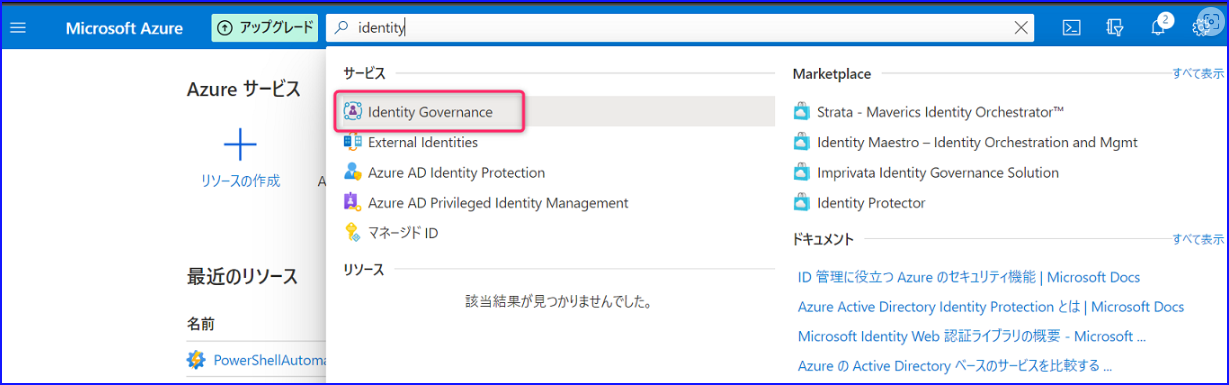 Microsoft Azure
アップグレード
identity
2
Azure サービス
リソースの作成
A
最近のリソース
名前
PowerShellAutoma
サービス
Identity Governance
External Identities
Azure AD Identity Protection
Azure AD Privileged Identity Management
マネージド ID
リソース
該当結果が見つかりませんでした。
Marketplace
すべて表示
Strata - Maverics Identity Orchestrator™
Identity Maestro – Identity Orchestration and Mgmt
Imprivata Identity Governance Solution
Identity Protector
ドキュメント
すべて表示
ID 管理に役立つ Azure のセキュリティ機能 | Microsoft Docs
Azure Active Directory Identity Protection とは | Microsoft Docs
Microsoft Identity Web 認証ライブラリの概要 - Microsoft ...
Azure の Active Directory ベースのサービスを比較する ...